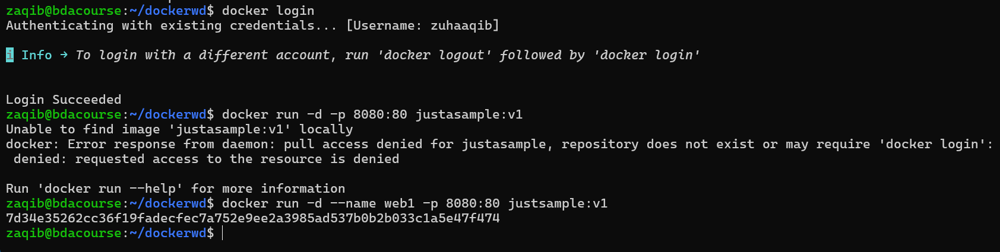 zaqib@bdacourse:~/dockerwd$ docker login
Authenticating with existing credentials... [Username: zuhaaqib]
i Info → To login with a different account, run 'docker logout' followed by 'docker login'
Login Succeeded
zaqib@bdacourse:~/dockerwd$ docker run -d -p 8080:80 justasample:v1
Unable to find image 'justasample:v1' locally
docker: Error response from daemon: pull access denied for justasample, repository does not exist or may require 'docker login':
denied: requested access to the resource is denied
Run 'docker run --help' for more information
zaqib@bdacourse:~/dockerwd$ docker run -d --name web1 -p 8080:80 justsample:v1
7d34e35262cc36f19fadecfec7a752e9ee2a3985ad537b0b2b033c1a5e47f474
zaqib@bdacourse:~/dockerwd$